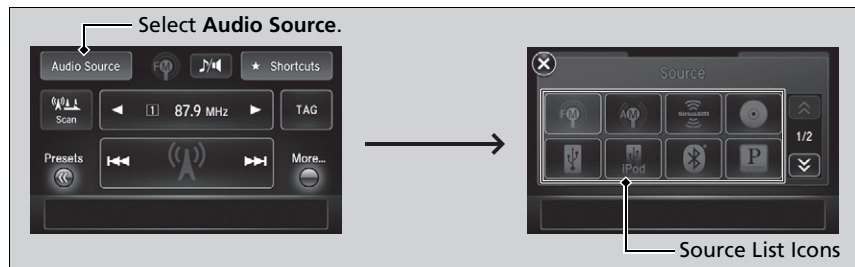 Select Audio Source.
Audio Source FM Shortcuts
Scan 1 87.9 MHz TAG
Presets More...
Source
FM AM SiriusXM
iPod P
1/2
Source List Icons